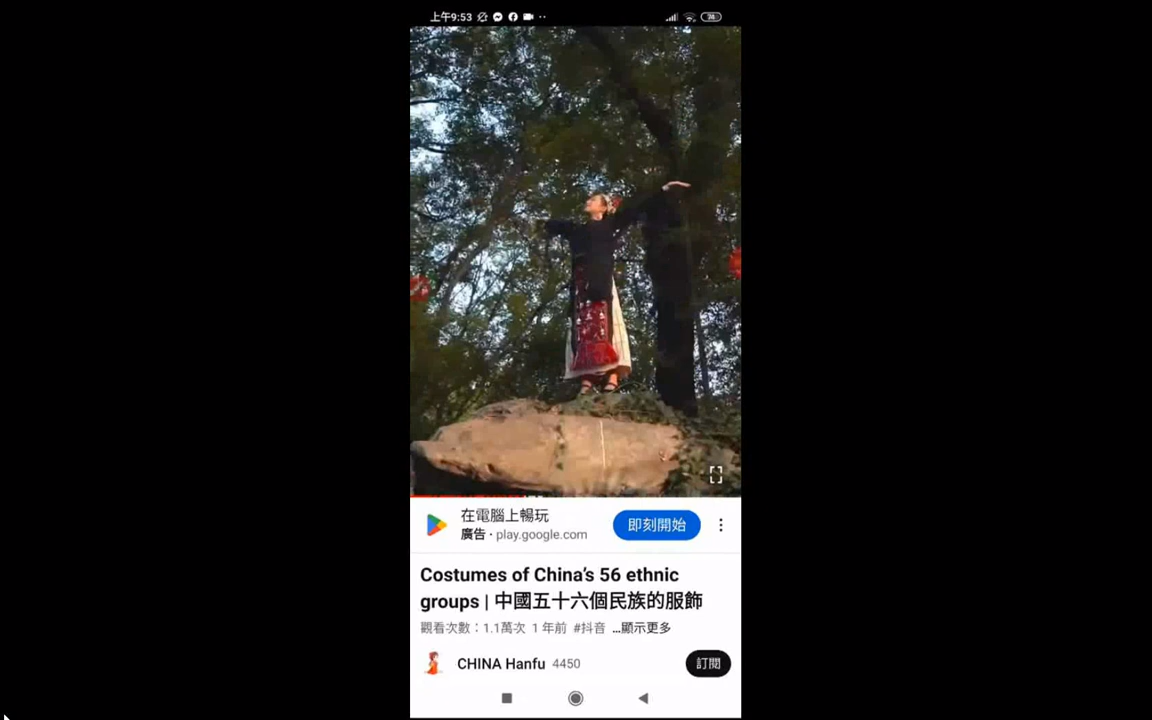 上午9:53
在電腦上暢玩
廣告 · play.google.com
即刻開始
Costumes of China's 56 ethnic
groups | 中國五十六個民族的服飾
觀看次數：1.1萬次 1 年前 #抖音 ...顯示更多
CHINA Hanfu 4450
訂閱